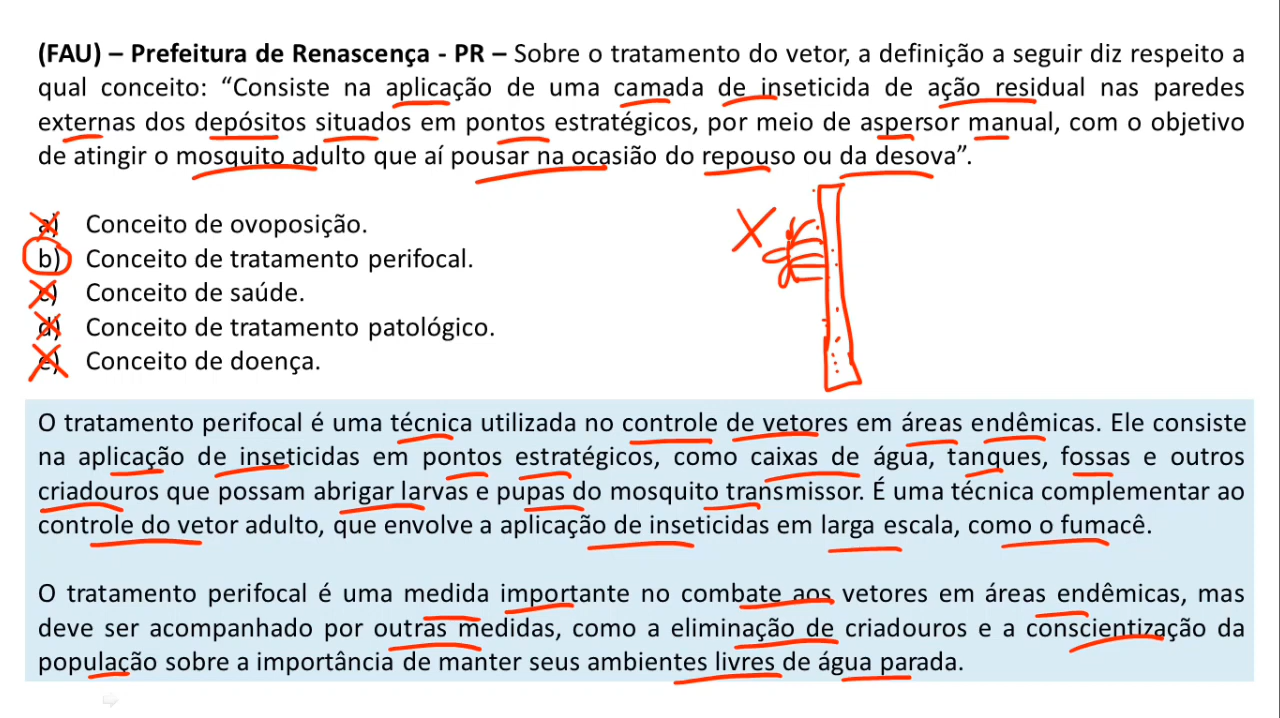 (FAU) – Prefeitura de Renascença - PR – Sobre o tratamento do vetor, a definição a seguir diz respeito a
qual conceito: “Consiste na aplicação de uma camada de inseticida de ação residual nas paredes
externas dos depósitos situados em pontos estratégicos, por meio de aspersor manual, com o objetivo
de atingir o mosquito adulto que aí pousar na ocasião do repouso ou da desova”.
a) Conceito de ovoposição.
b) Conceito de tratamento perifocal.
c) Conceito de saúde.
d) Conceito de tratamento patológico.
e) Conceito de doença.
O tratamento perifocal é uma técnica utilizada no controle de vetores em áreas endêmicas. Ele consiste
na aplicação de inseticidas em pontos estratégicos, como caixas de água, tanques, fossas e outros
criadouros que possam abrigar larvas e pupas do mosquito transmissor. É uma técnica complementar ao
controle do vetor adulto, que envolve a aplicação de inseticidas em larga escala, como o fumacê.
O tratamento perifocal é uma medida importante no combate aos vetores em áreas endêmicas, mas
deve ser acompanhado por outras medidas, como a eliminação de criadouros e a conscientização da
população sobre a importância de manter seus ambientes livres de água parada.